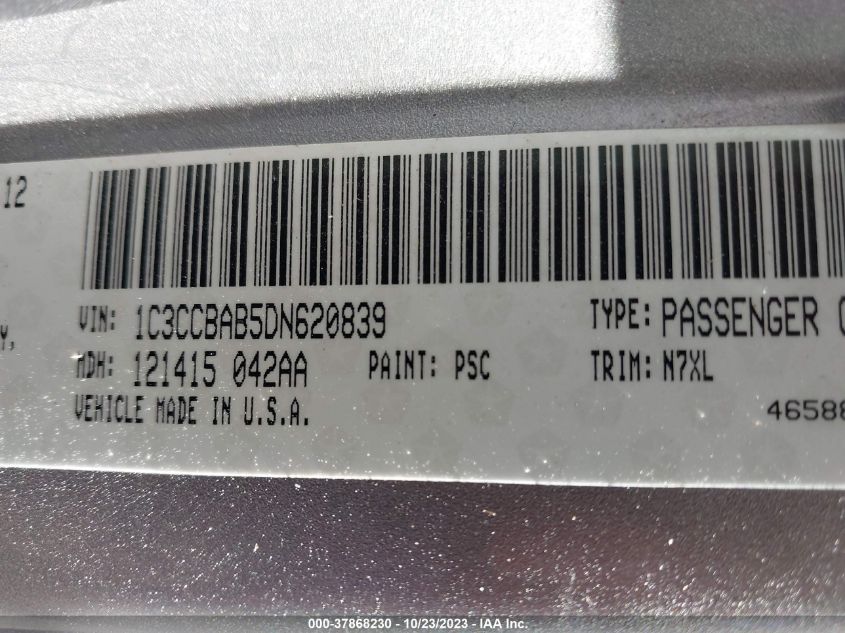 12
VIN: 1C3CCBAB5DN620839 TYPE: PASSENGER
Y,
MDH: 121415 042AA PAINT: PSC TRIM: N7XL
VEHICLE MADE IN U.S.A.
4658
000-37868230 - 10/23/2023 - IAA Inc.